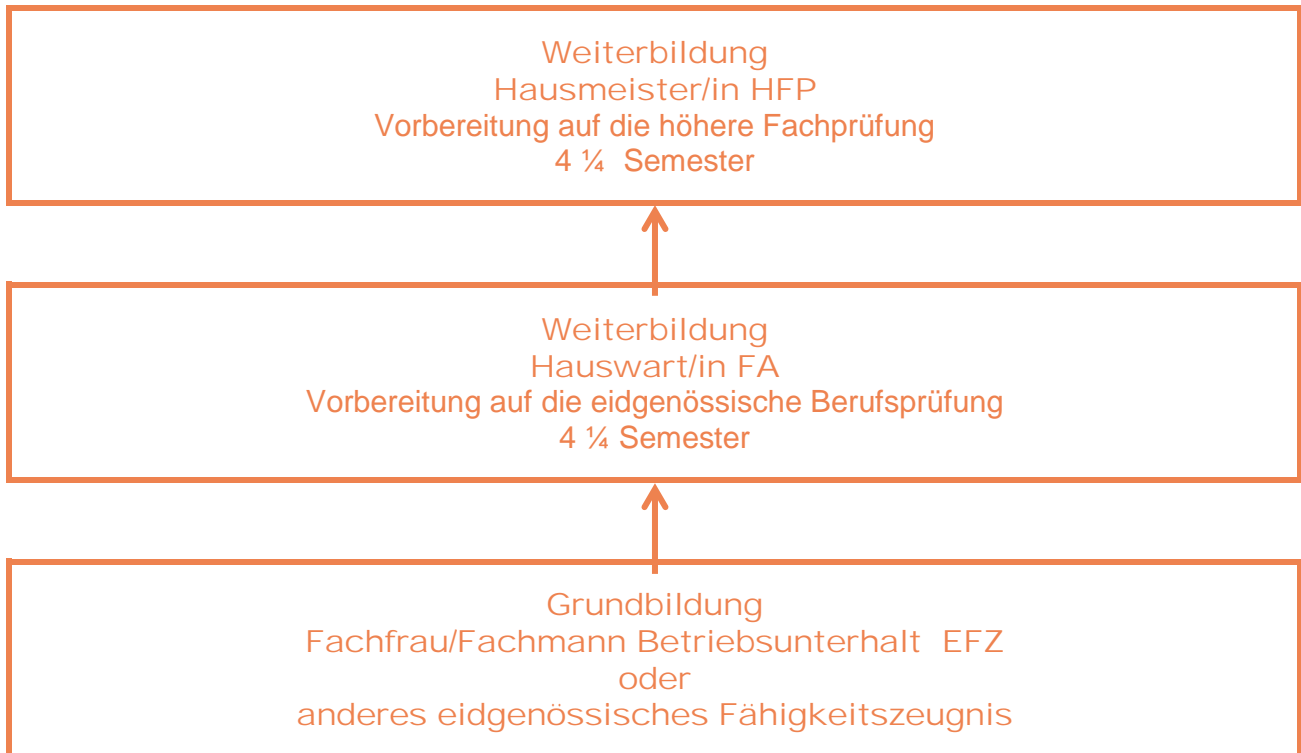 Weiterbildung
Hausmeister/in HFP
Vorbereitung auf die höhere Fachprüfung
4 ¼ Semester
Weiterbildung
Hauswart/in FA
Vorbereitung auf die eidgenössische Berufsprüfung
4 ¼ Semester
Grundbildung
Fachfrau/Fachmann Betriebsunterhalt EFZ
oder
anderes eidgenössisches Fähigkeitszeugnis